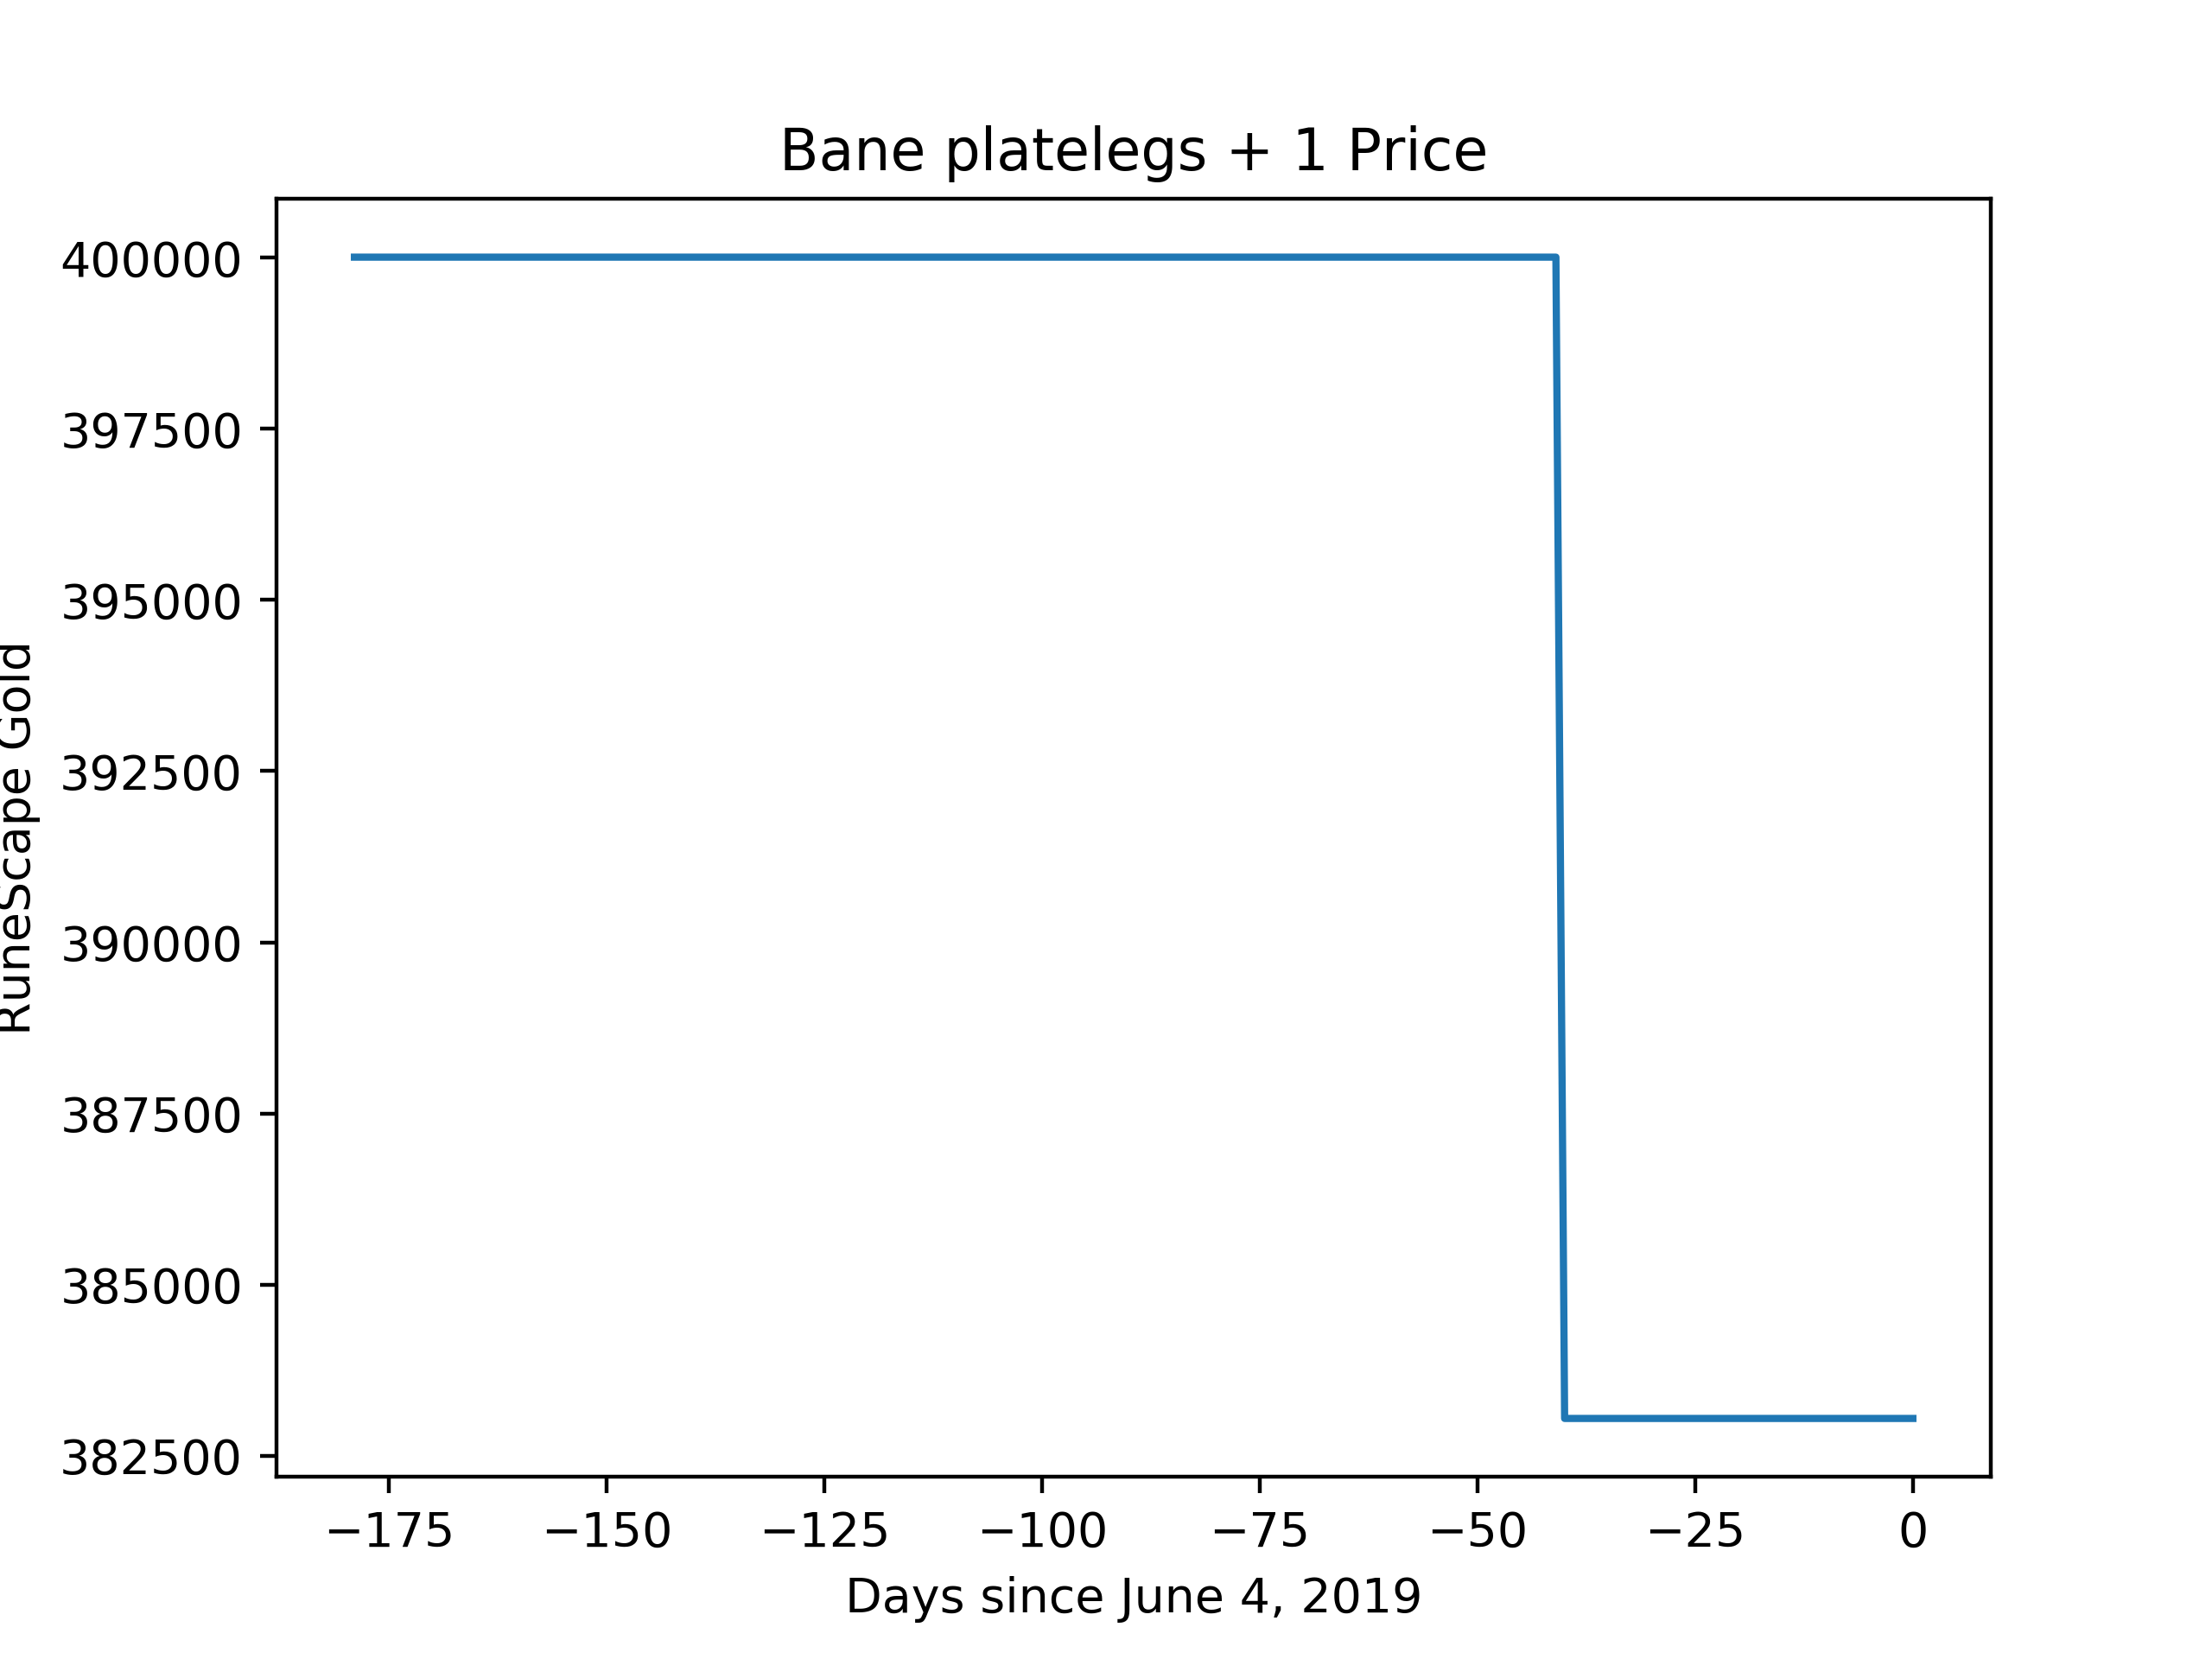 Bane platelegs + 1 Price
400000
397500
395000
392500
390000
387500
385000
382500
Runescape Gold
−175 −150 −125 −100 −75 −50 −25 0
Days since June 4, 2019